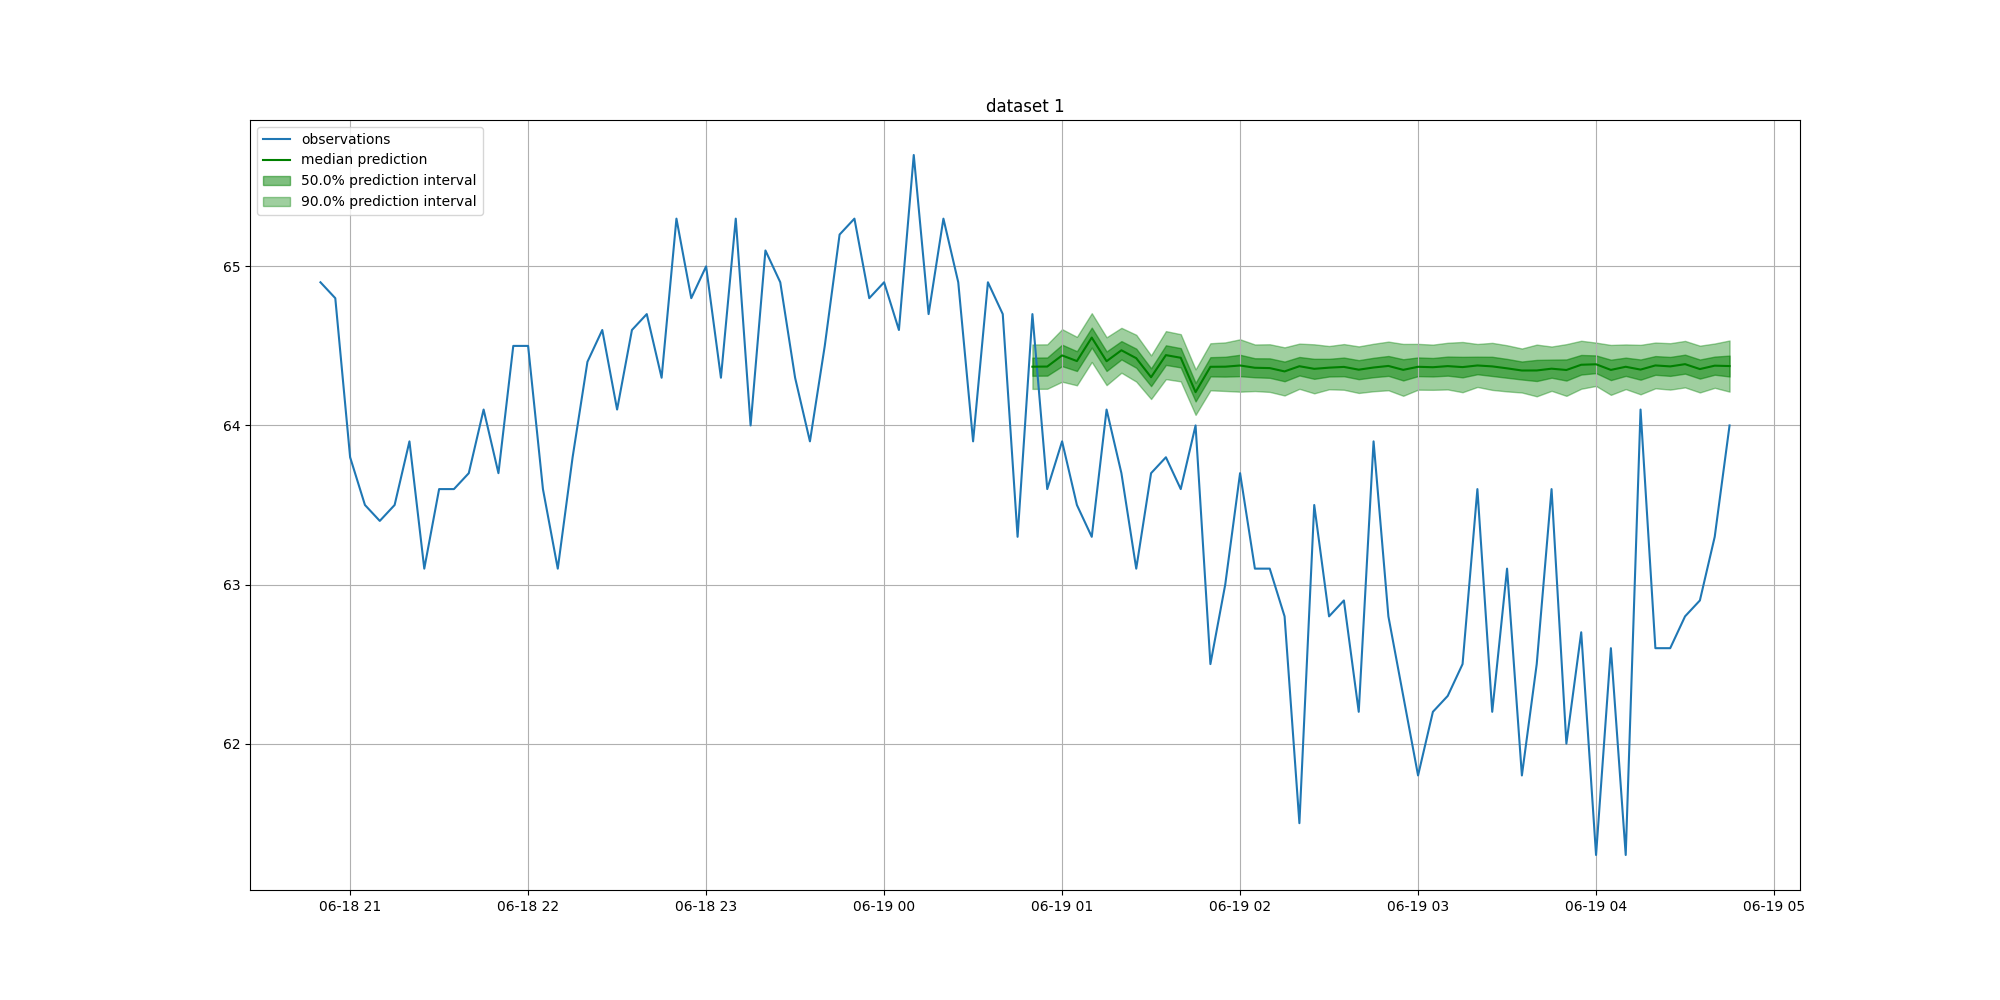 dataset 1
observations
median prediction
50.0% prediction interval
90.0% prediction interval
65
64
63
62
06-18 21
06-18 22
06-18 23
06-19 00
06-19 01
06-19 02
06-19 03
06-19 04
06-19 05